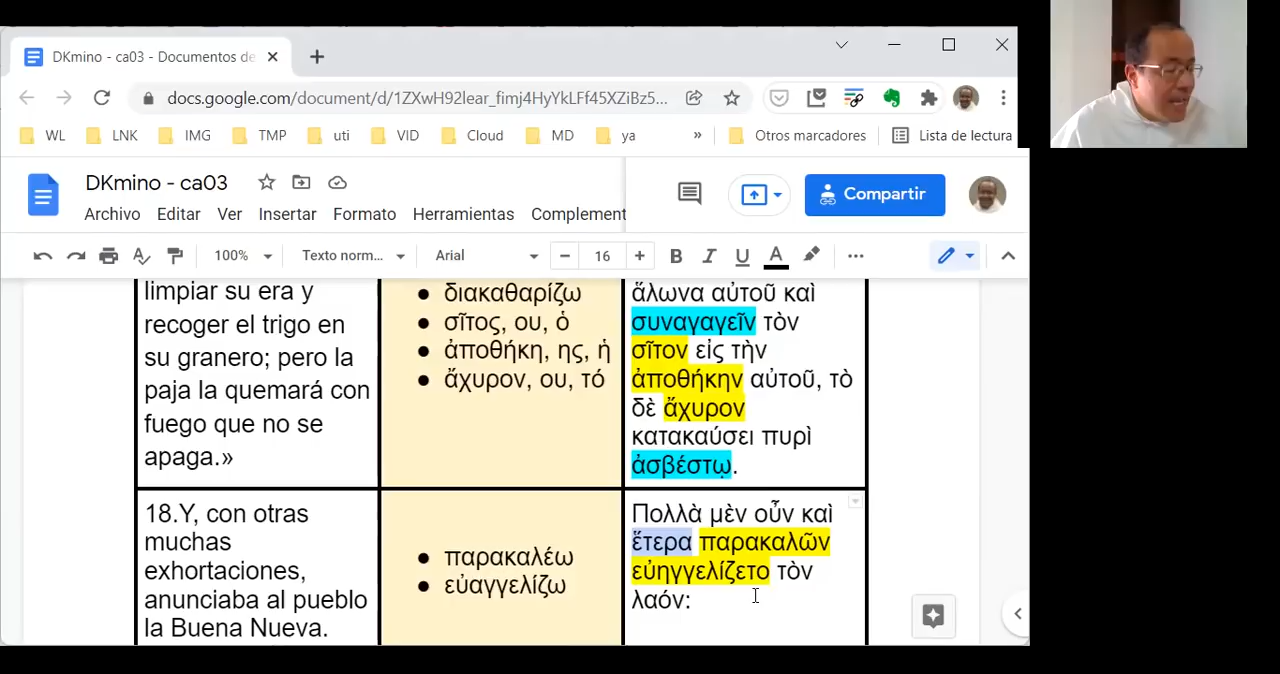 DKmino - ca03 - Documentos de
docs.google.com/document/d/1ZXwH92lear_fimj4HyYkLFf45XZiBz5...
WL LNK IMG TMP uti VID Cloud MD ya » Otros marcadores Lista de lectura
DKmino - ca03
Compartir
Archivo Editar Ver Insertar Formato Herramientas Complement
100% Texto norm... Arial 16 B I U A
limpiar su era y
recoger el trigo en
su granero; pero la
paja la quemará con
fuego que no se
apaga.»
● διακαθαρίζω
● σῖτος, ου, ὁ
● ἀποθήκη, ης, ἡ
● ἄχυρον, ου, τό
ἅλωνα αὐτοῦ καὶ
συναγαγεῖν τὸν
σῖτον εἰς τὴν
ἀποθήκην αὐτοῦ, τὸ
δὲ ἄχυρον
κατακαύσει πυρὶ
ἀσβέστῳ.
18.Y, con otras
muchas
exhortaciones,
anunciaba al pueblo
la Buena Nueva.
● παρακαλέω
● εὐαγγελίζω
Πολλὰ μὲν οὖν καὶ
ἕτερα παρακαλῶν
εὐηγγελίζετο τὸν
λαόν: